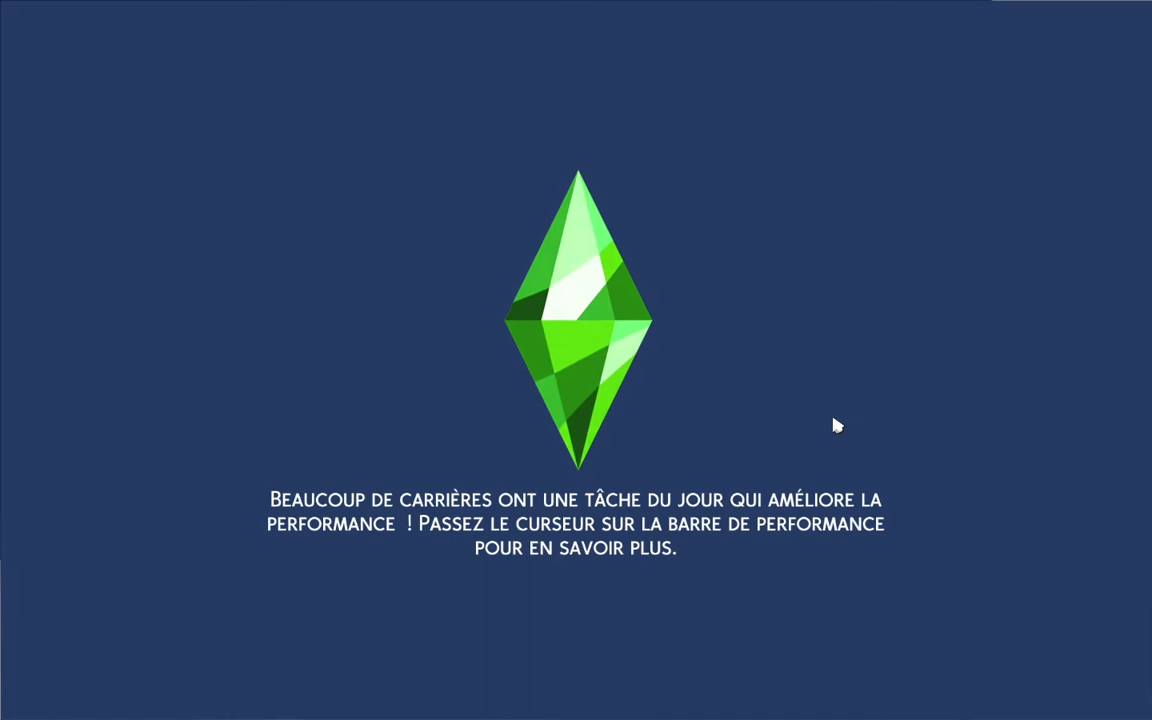 Beaucoup de carrières ont une tâche du jour qui améliore la
performance ! Passez le curseur sur la barre de performance
pour en savoir plus.